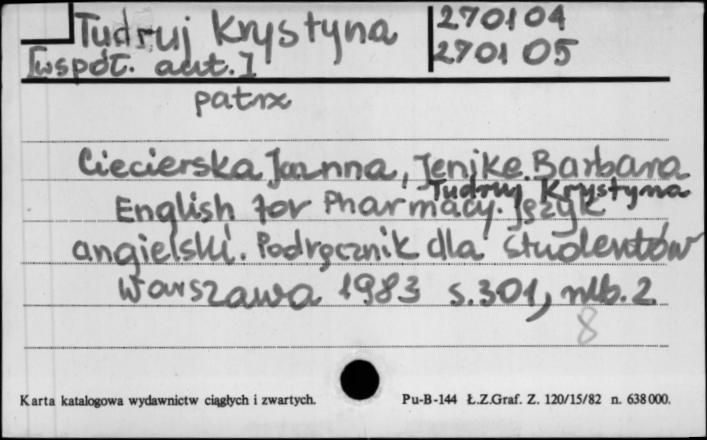 Tudruj Krystyna
270104
[współ. aut.]
270105
patrz
Ciecierska Joanna, Jenike Barbara
Tudruj Krystyna
English for Pharmacy. Język
angielski. Podręcznik dla studentów
Warszawa 1983 s.301, nlb.2
8
Karta katalogowa wydawnictw ciągłych i zwartych.
Pu-B-144 Ł.Z.Graf. Z. 120/15/82 n. 638000.